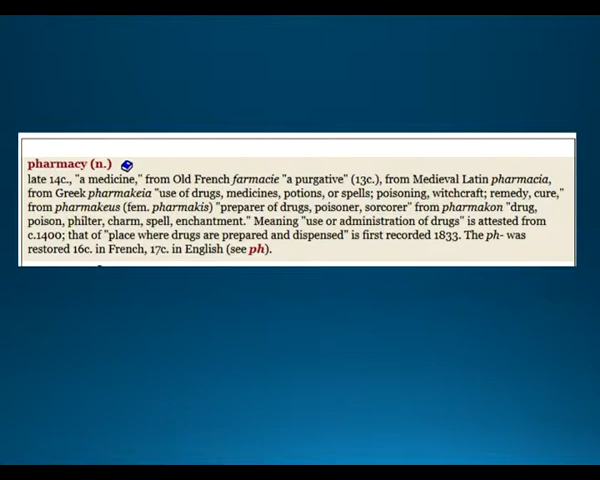 pharmacy (n.)
late 14c., "a medicine," from Old French farmacie "a purgative" (13c.), from Medieval Latin pharmacia,
from Greek pharmakeia "use of drugs, medicines, potions, or spells; poisoning, witchcraft; remedy, cure,"
from pharmakeus (fem. pharmakis) "preparer of drugs, poisoner, sorcerer" from pharmakon "drug,
poison, philter, charm, spell, enchantment." Meaning "use or administration of drugs" is attested from
c.1400; that of "place where drugs are prepared and dispensed" is first recorded 1833. The ph- was
restored 16c. in French, 17c. in English (see ph).